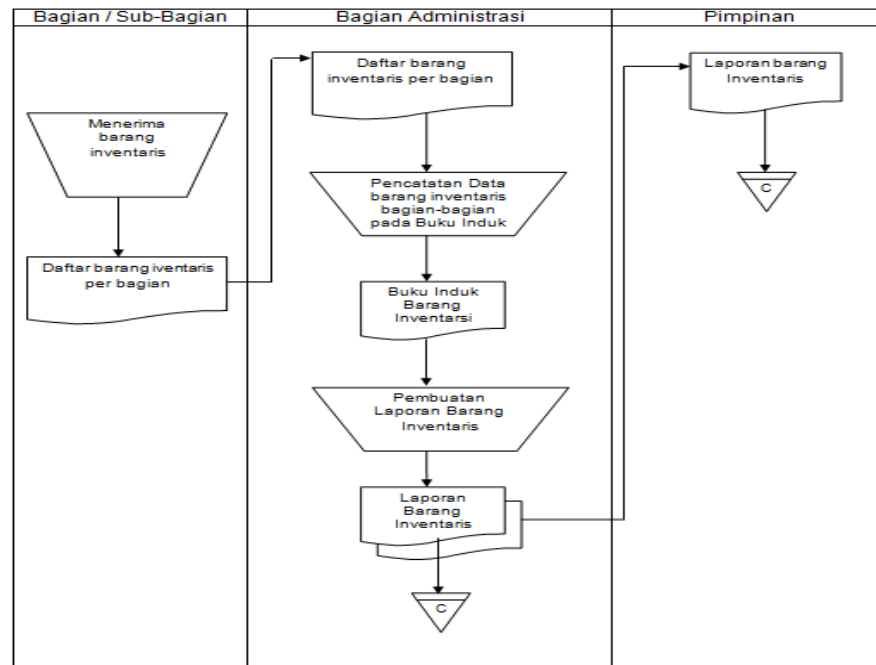 Bagian / Sub-Bagian
Bagian Administrasi
Pimpinan
Menerima
barang
inventaris
Daftar barang iventaris
per bagian
Daftar barang
inventaris per bagian
Pencatatan Data
barang inventaris
bagian-bagian
pada Buku Induk
Buku Induk
Barang
Inventarsi
Pembuatan
Laporan Barang
Inventaris
Laporan
Barang
Inventaris
C
Laporan barang
Inventaris
C